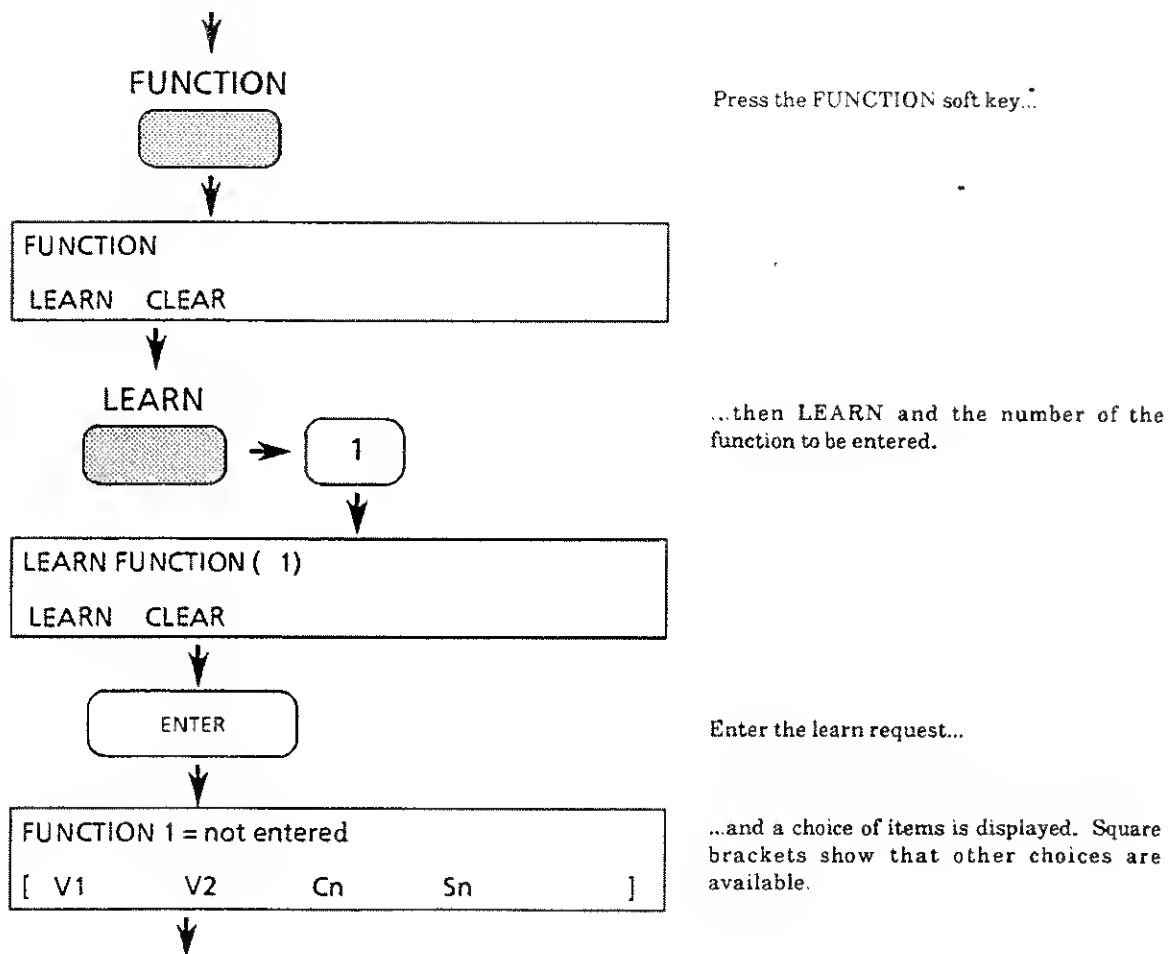 FUNCTION
Press the FUNCTION soft key...
FUNCTION
LEARN CLEAR
LEARN
1
...then LEARN and the number of the
function to be entered.
LEARN FUNCTION ( 1)
LEARN CLEAR
ENTER
Enter the learn request...
FUNCTION 1 = not entered
[ V1 V2 Cn Sn ]
...and a choice of items is displayed. Square
brackets show that other choices are
available.